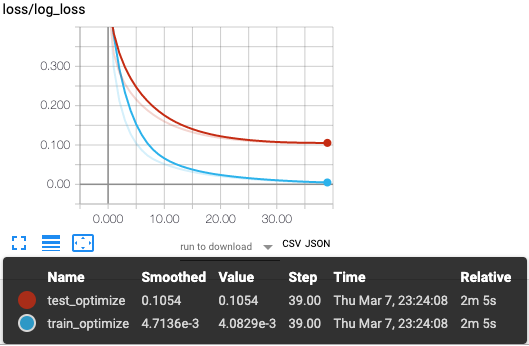 loss/log_loss
0.300
0.200
0.100
0.00
0.000 10.00 20.00 30.00
run to download CSV JSON
Name Smoothed Value Step Time Relative
test_optimize 0.1054 0.1054 39.00 Thu Mar 7, 23:24:08 2m 5s
train_optimize 4.7136e-3 4.0829e-3 39.00 Thu Mar 7, 23:24:08 2m 5s